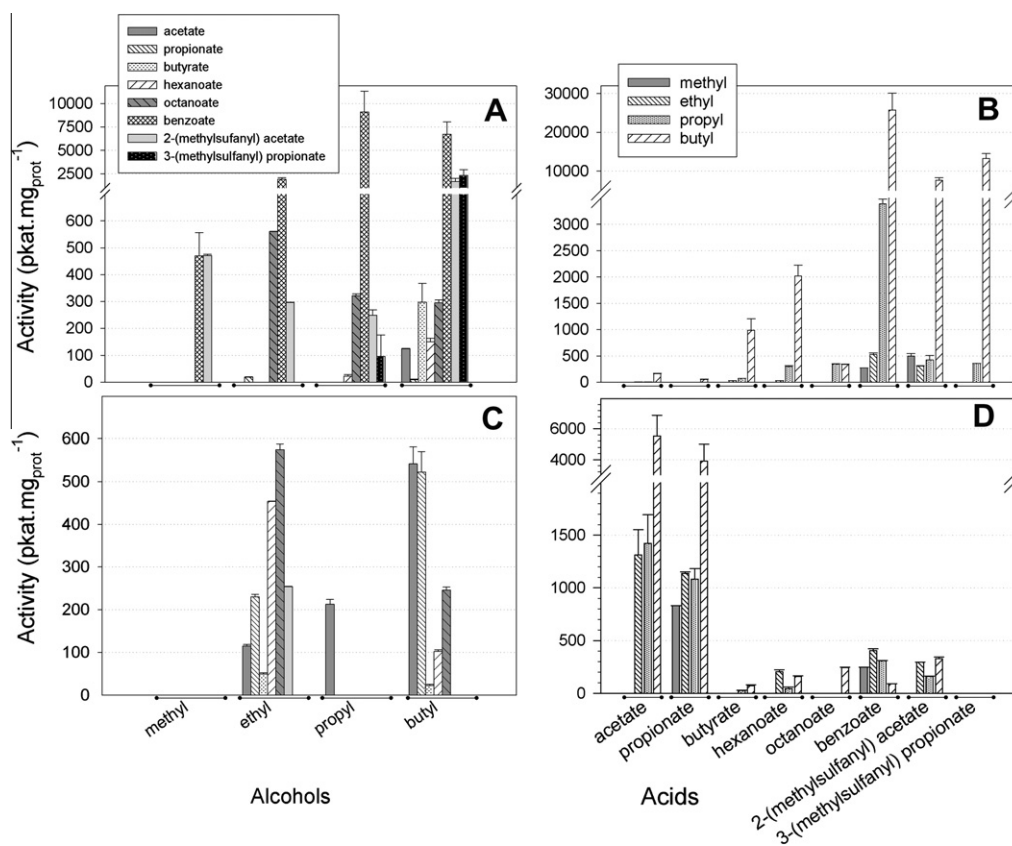 acetate
propionate
butyrate
hexanoate
octanoate
benzoate
2-(methylsufanyl) acetate
3-(methylsulfanyl) propionate
A
10000
7500
5000
2500
600
500
400
300
200
100
0
Activity (pkat.mgprot-1)
methyl
ethyl
propyl
butyl
B
30000
20000
10000
3000
2500
2000
1500
1000
500
0
C
600
500
400
300
200
100
0
Activity (pkat.mgprot-1)
methyl
ethyl
propyl
butyl
Alcohols
D
6000
4000
1500
1000
500
0
acetate
propionate
butyrate
hexanoate
octanoate
benzoate
2-(methylsulfanyl) acetate
3-(methylsulfanyl) propionate
Acids